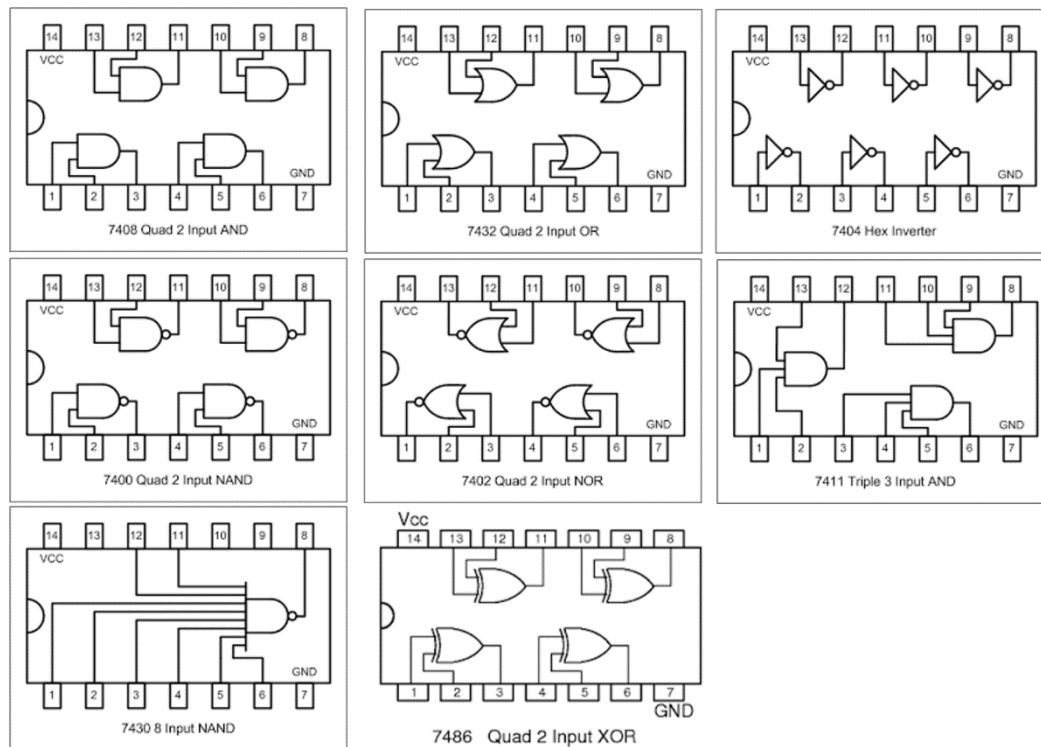 14 13 12 11 10 9 8
VCC
GND
1 2 3 4 5 6 7
7408 Quad 2 Input AND
14 13 12 11 10 9 8
VCC
GND
1 2 3 4 5 6 7
7432 Quad 2 Input OR
14 13 12 11 10 9 8
VCC
GND
1 2 3 4 5 6 7
7404 Hex Inverter
14 13 12 11 10 9 8
VCC
GND
1 2 3 4 5 6 7
7400 Quad 2 Input NAND
14 13 12 11 10 9 8
VCC
GND
1 2 3 4 5 6 7
7402 Quad 2 Input NOR
14 13 12 11 10 9 8
VCC
GND
1 2 3 4 5 6 7
7411 Triple 3 Input AND
14 13 12 11 10 9 8
VCC
GND
1 2 3 4 5 6 7
7430 8 Input NAND
Vcc
14 13 12 11 10 9 8
1 2 3 4 5 6 7
GND
7486 Quad 2 Input XOR